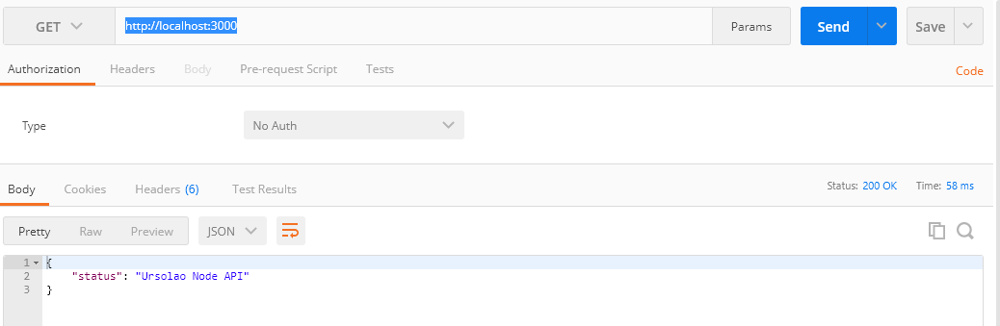 GET http://localhost:3000 Params Send Save
Authorization Headers Body Pre-request Script Tests Code
Type No Auth
Body Cookies Headers (6) Test Results Status: 200 OK Time: 58 ms
Pretty Raw Preview JSON
1 {
2 "status": "Ursolao Node API"
3 }